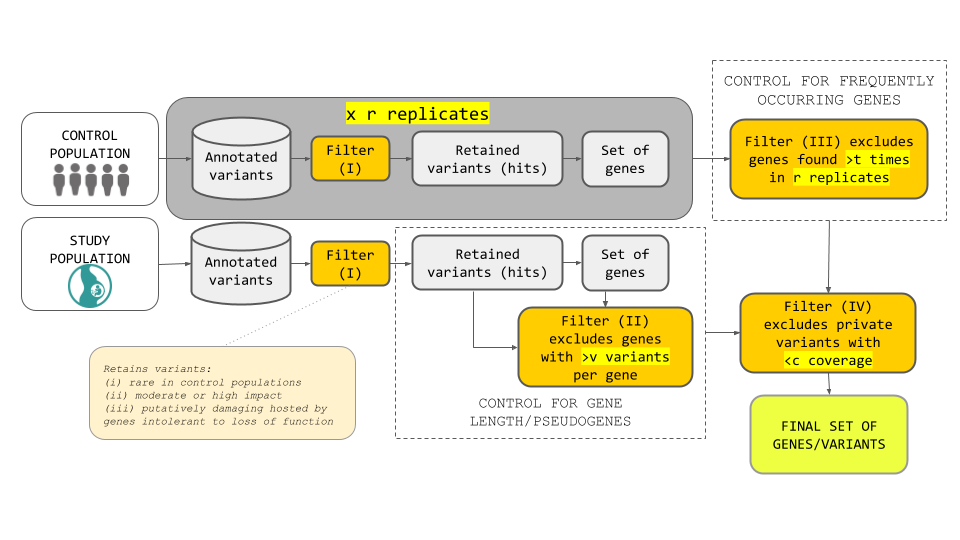 CONTROL FOR FREQUENTLY
OCCURRING GENES
x r replicates
CONTROL
POPULATION
Annotated
variants
Filter
(I)
Retained
variants (hits)
Set of
genes
Filter (III) excludes
genes found >t times
in r replicates
STUDY
POPULATION
Annotated
variants
Filter
(I)
Retained
variants (hits)
Set of
genes
Filter (II)
excludes genes
with >v variants
per gene
CONTROL FOR GENE
LENGTH/PSEUDOGENES
Filter (IV)
excludes private
variants with
<c coverage
Retains variants:
(i) rare in control populations
(ii) moderate or high impact
(iii) putatively damaging hosted by
genes intolerant to loss of function
FINAL SET OF
GENES/VARIANTS